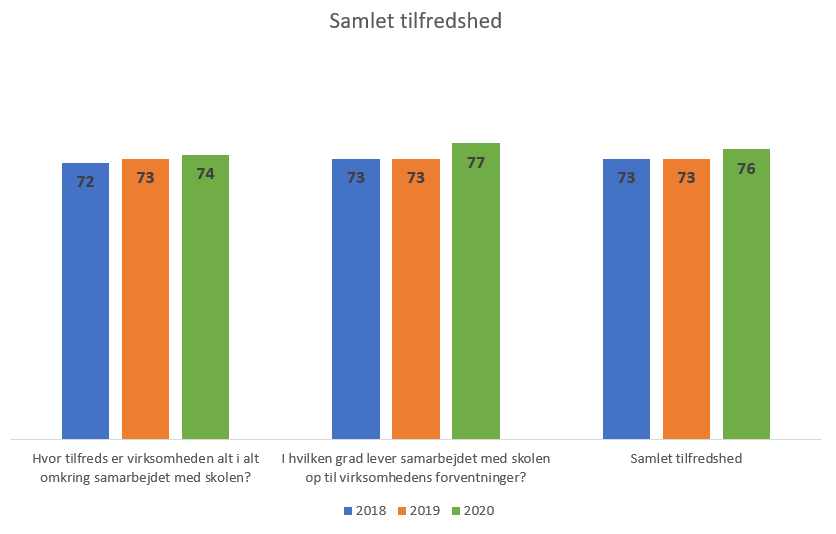 Samlet tilfredshed
72
73
74
73
73
77
73
73
76
Hvor tilfreds er virksomheden alt i alt
omkring samarbejdet med skolen?
I hvilken grad lever samarbejdet med skolen
op til virksomhedens forventninger?
Samlet tilfredshed
2018
2019
2020